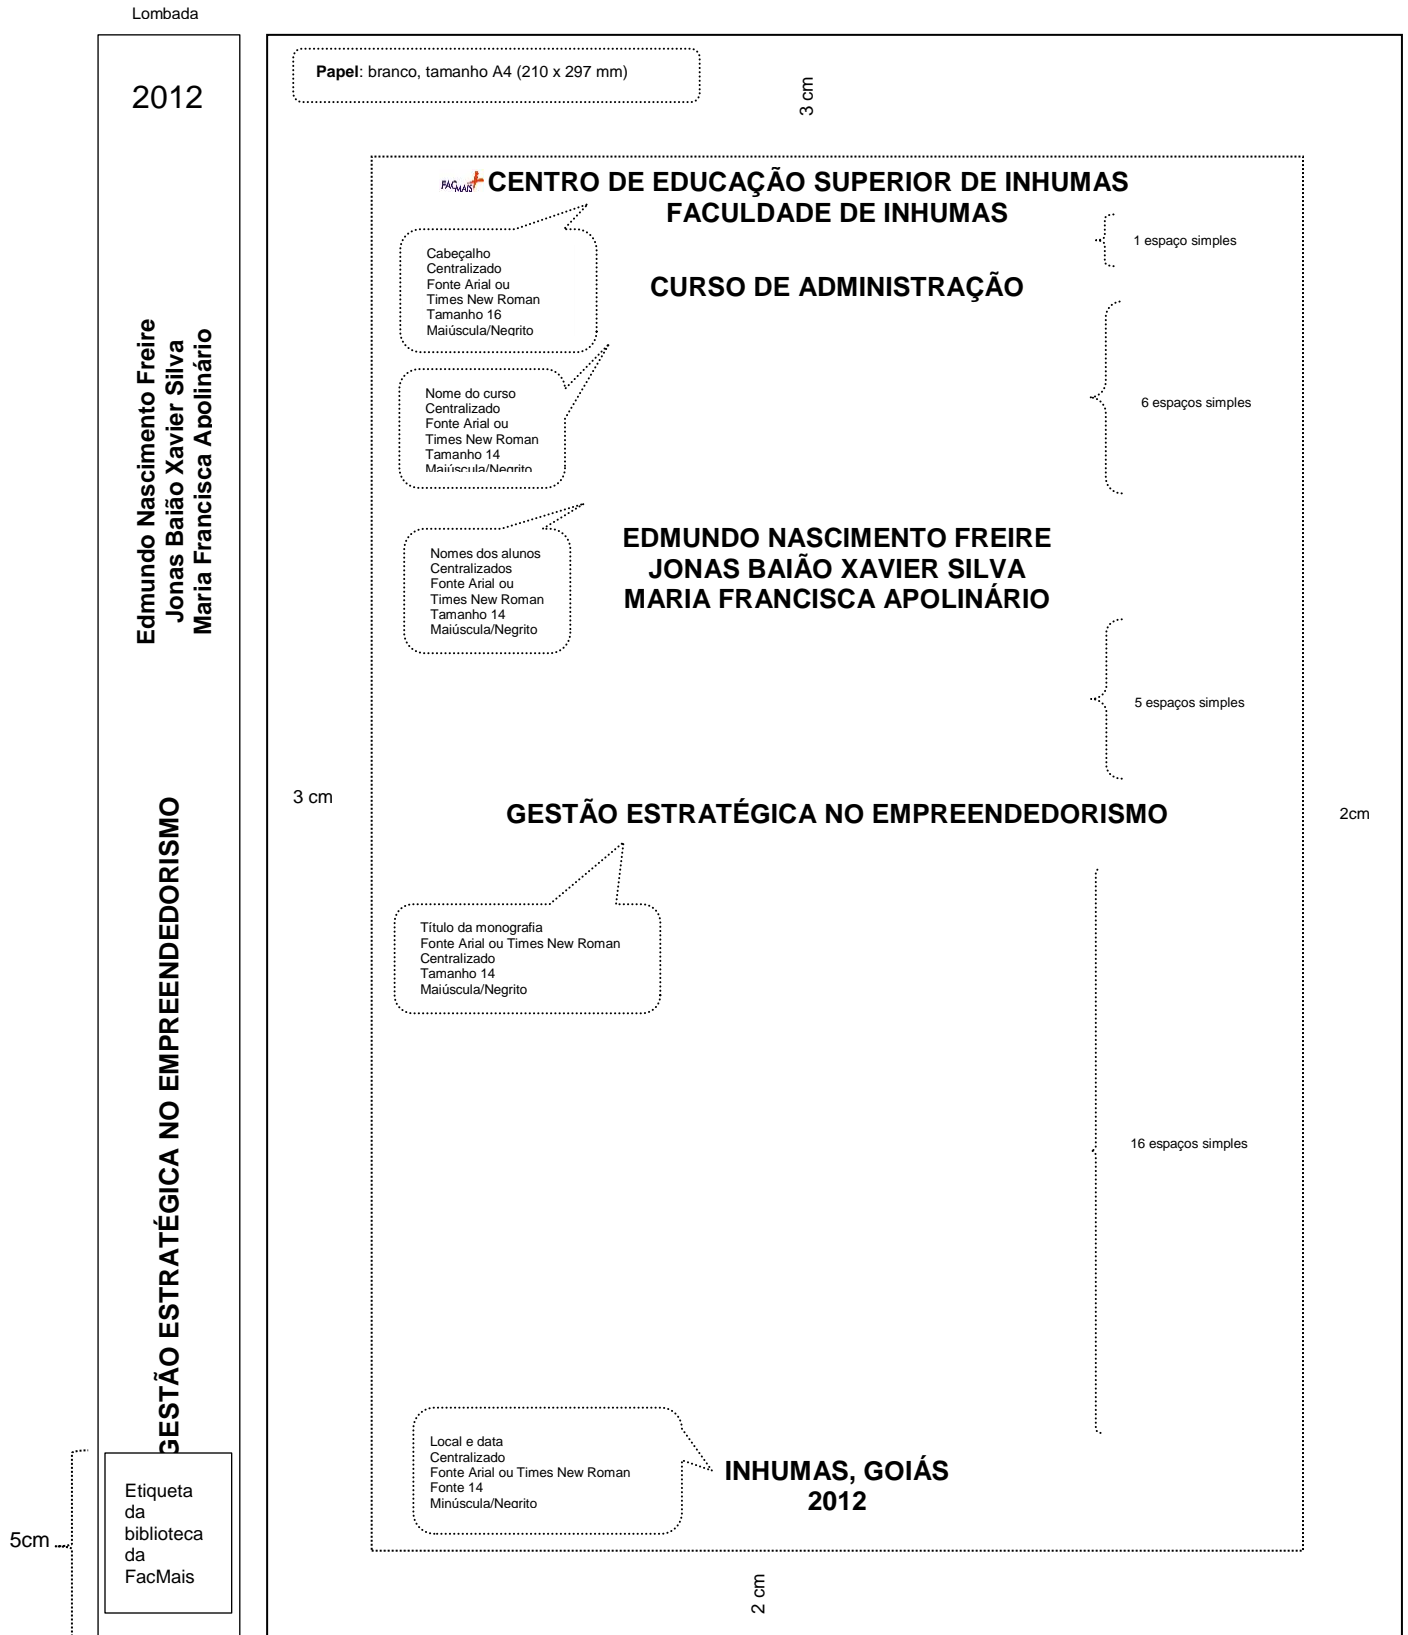 Lombada
2012
Edmundo Nascimento Freire
Jonas Baião Xavier Silva
Maria Francisca Apolinário
GESTÃO ESTRATÉGICA NO EMPREENDEDORISMO
Etiqueta
da
biblioteca
da
FacMais
5cm
Papel: branco, tamanho A4 (210 x 297 mm)
3 cm
FACMAIS CENTRO DE EDUCAÇÃO SUPERIOR DE INHUMAS
FACULDADE DE INHUMAS
1 espaço simples
Cabeçalho
Centralizado
Fonte Arial ou
Times New Roman
Tamanho 16
Maiúscula/Negrito
CURSO DE ADMINISTRAÇÃO
6 espaços simples
Nome do curso
Centralizado
Fonte Arial ou
Times New Roman
Tamanho 14
Maiúscula/Negrito
EDMUNDO NASCIMENTO FREIRE
JONAS BAIÃO XAVIER SILVA
MARIA FRANCISCA APOLINÁRIO
Nomes dos alunos
Centralizados
Fonte Arial ou
Times New Roman
Tamanho 14
Maiúscula/Negrito
5 espaços simples
3 cm
GESTÃO ESTRATÉGICA NO EMPREENDEDORISMO
2cm
Título da monografia
Fonte Arial ou Times New Roman
Centralizado
Tamanho 14
Maiúscula/Negrito
16 espaços simples
Local e data
Centralizado
Fonte Arial ou Times New Roman
Fonte 14
Minúscula/Negrito
INHUMAS, GOIÁS
2012
2 cm